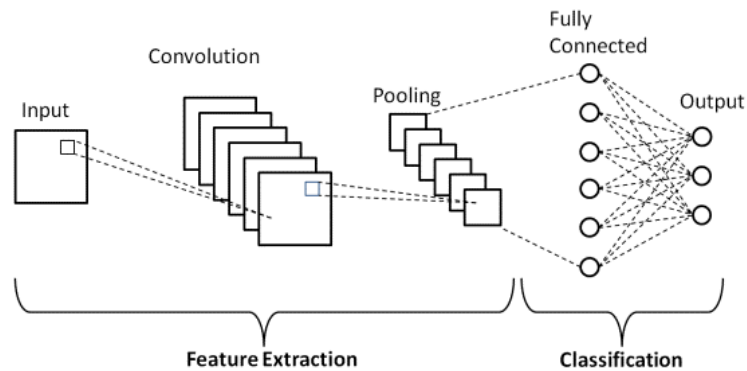 Fully
Connected
Convolution
Pooling
Output
Input
Feature Extraction
Classification